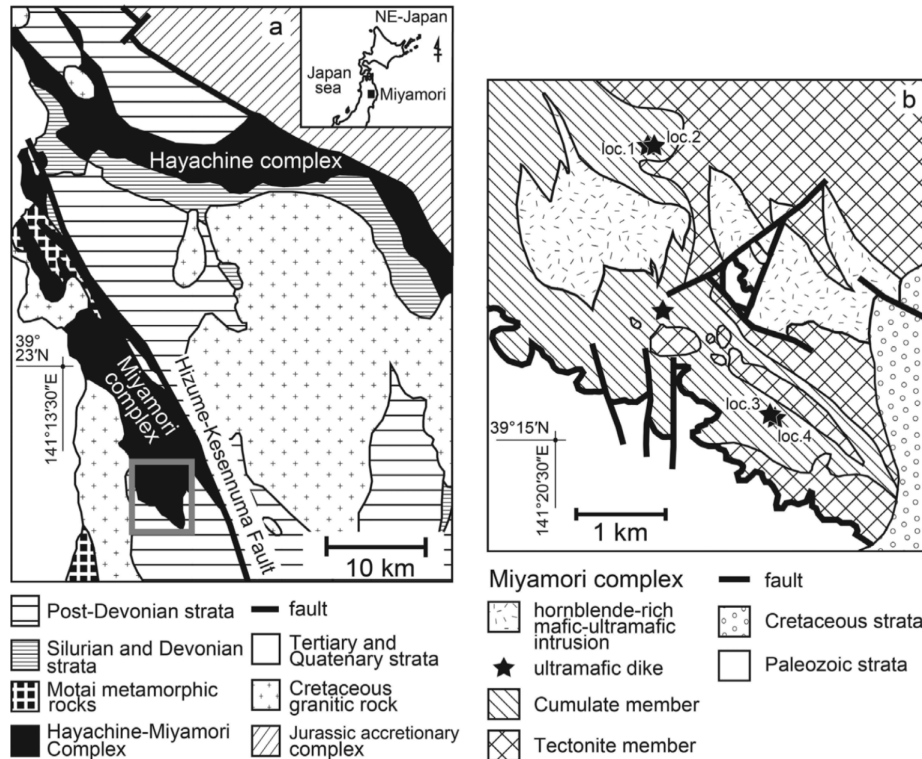 a
NE-Japan
Japan
sea
Miyamori
Hayachine complex
39°
23′N
141°13′30″E
Miyamori
complex
Hizume-Kesennuma Fault
10 km
Post-Devonian strata
Silurian and Devonian
strata
Motai metamorphic
rocks
Hayachine-Miyamori
Complex
fault
Tertiary and
Quatenary strata
Cretaceous
granitic rock
Jurassic accretionary
complex
b
loc.1
loc.2
loc.3
loc.4
39°15′N
141°20′30″E
1 km
Miyamori complex
hornblende-rich
mafic-ultramafic
intrusion
ultramafic dike
Cumulate member
Tectonite member
fault
Cretaceous strata
Paleozoic strata